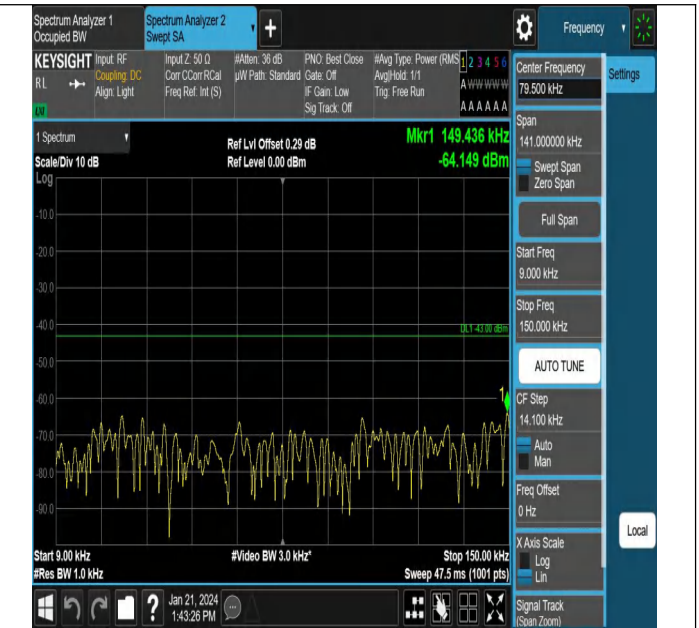 Spectrum Analyzer 1
Occupied BW
Spectrum Analyzer 2
Swept SA
+
Frequency
KEYSIGHT
RL
LXI
Input: RF
Coupling: DC
Align: Light
Input Z: 50 Ω
Corr CCorr RCal
Freq Ref: Int (S)
#Atten: 36 dB
µW Path: Standard
PNO: Best Close
Gate: Off
IF Gain: Low
Sig Track: Off
#Avg Type: Power (RMS
Avg|Hold: 1/1
Trig: Free Run
1 2 3 4 5 6
A W W W W W
A A A A A A
Center Frequency
79.500 kHz
Settings
Span
141.000000 kHz
Swept Span
Zero Span
Full Span
Start Freq
9.000 kHz
Stop Freq
150.000 kHz
AUTO TUNE
CF Step
14.100 kHz
Auto
Man
Freq Offset
0 Hz
X Axis Scale
Log
Lin
Signal Track
(Span Zoom)
Local
1 Spectrum
Scale/Div 10 dB
Log
Ref Lvl Offset 0.29 dB
Ref Level 0.00 dBm
Mkr1 149.436 kHz
-64.149 dBm
-10.0
-20.0
-30.0
-40.0
-50.0
-60.0
-70.0
-80.0
-90.0
DL1 -43.00 dBm
1
Start 9.00 kHz
#Res BW 1.0 kHz
#Video BW 3.0 kHz*
Stop 150.00 kHz
Sweep 47.5 ms (1001 pts)
?
Jan 21, 2024
1:43:26 PM